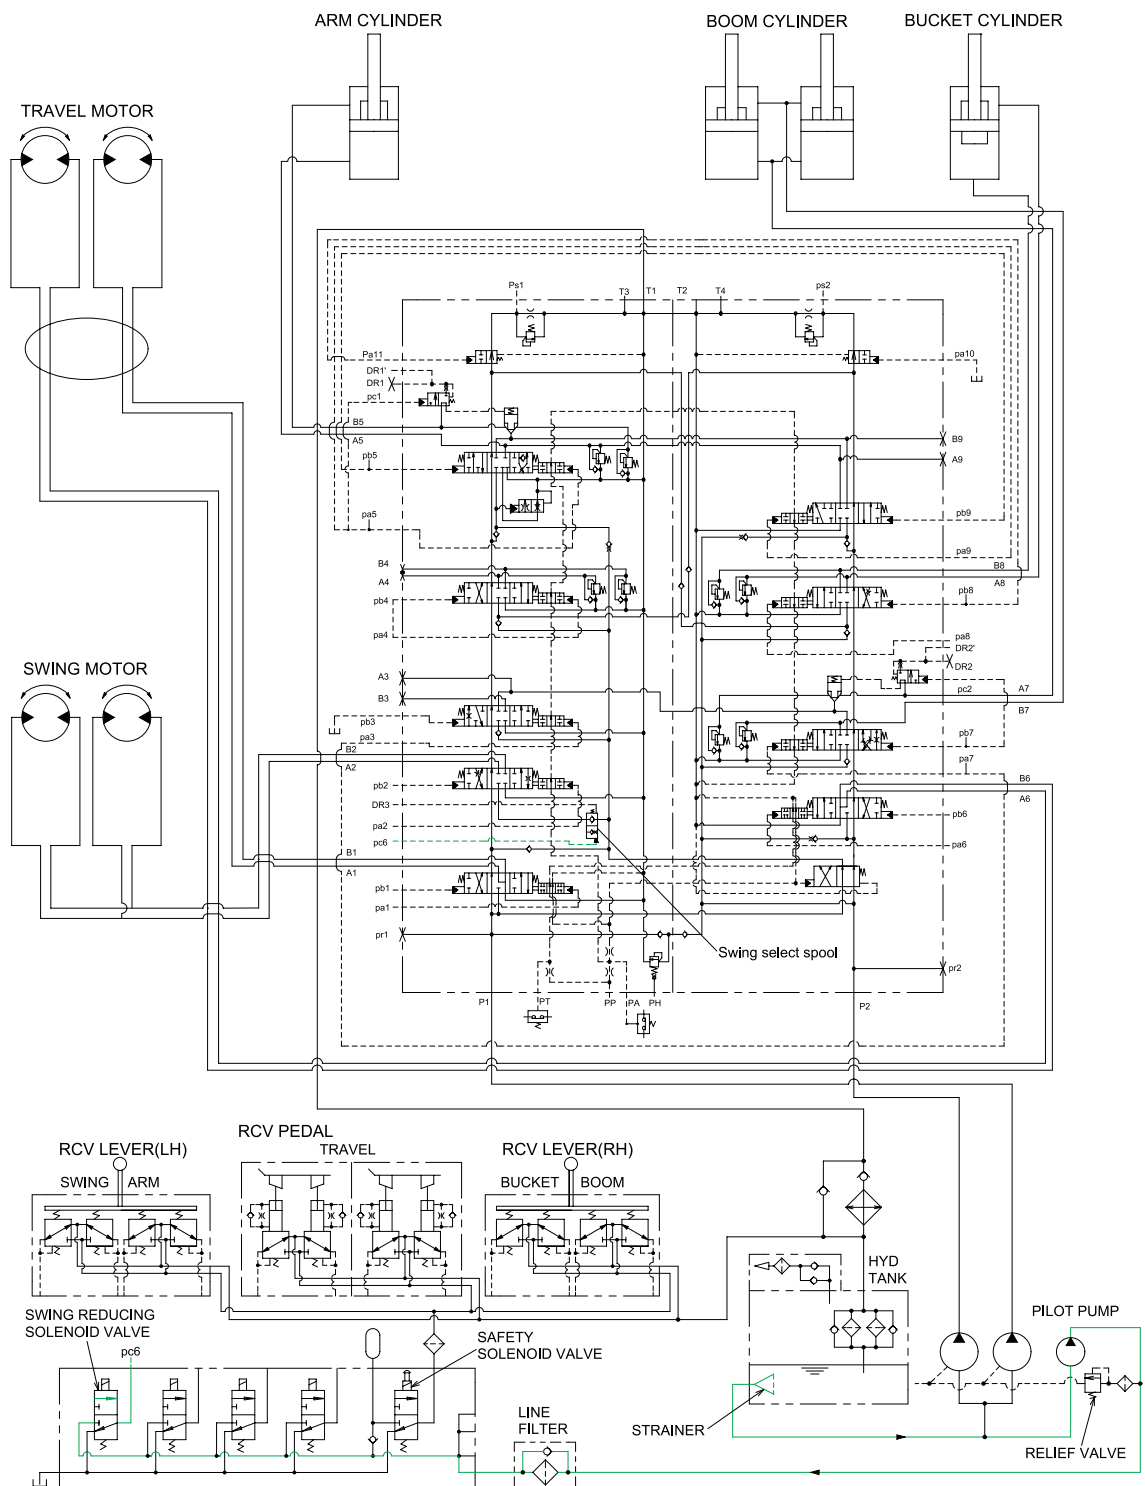 ARM CYLINDER
BOOM CYLINDER
BUCKET CYLINDER
TRAVEL MOTOR
Ps1
T3
T1
T2
T4
ps2
Pa11
pa10
DR1'
DR1
pc1
B5
A5
B9
A9
pb5
pb9
pa5
pa9
B4
A4
B8
A8
pb4
pb8
pa4
pa8
DR2'
DR2
SWING MOTOR
A3
B3
pc2
A7
B7
pb3
pa3
pb7
pa7
B2
A2
B6
A6
pb2
DR3
pa2
pc6
pb6
pa6
B1
A1
pb1
pa1
pr1
Swing select spool
pr2
P1
PT
PP
PA
PH
P2
RCV LEVER(LH)
SWING
ARM
RCV PEDAL
TRAVEL
RCV LEVER(RH)
BUCKET
BOOM
HYD
TANK
SWING REDUCING
SOLENOID VALVE
pc6
SAFETY
SOLENOID VALVE
PILOT PUMP
LINE
FILTER
STRAINER
RELIEF VALVE